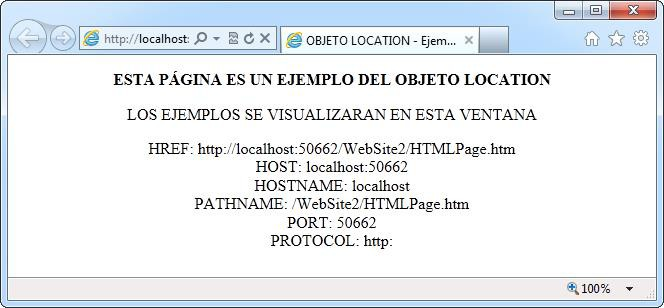 http://localhost:
OBJETO LOCATION - Ejem...
ESTA PÁGINA ES UN EJEMPLO DEL OBJETO LOCATION
LOS EJEMPLOS SE VISUALIZARAN EN ESTA VENTANA
HREF: http://localhost:50662/WebSite2/HTMLPage.htm
HOST: localhost:50662
HOSTNAME: localhost
PATHNAME: /WebSite2/HTMLPage.htm
PORT: 50662
PROTOCOL: http:
100%